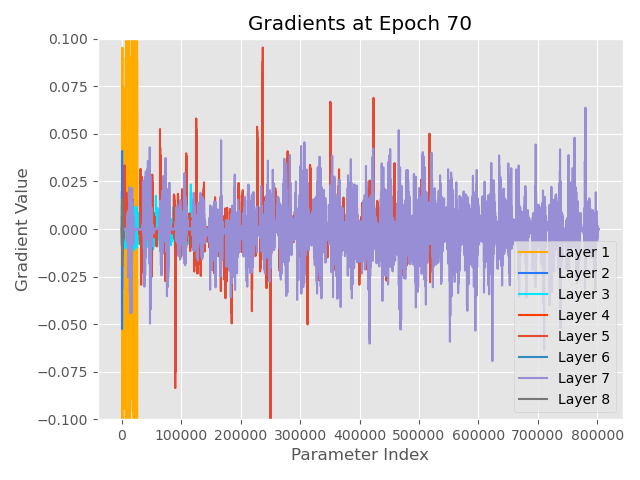 Gradients at Epoch 70
0.100
0.075
0.050
0.025
0.000
−0.025
−0.050
−0.075
−0.100
Gradient Value
0 100000 200000 300000 400000 500000 600000 700000 800000
Parameter Index
Layer 1
Layer 2
Layer 3
Layer 4
Layer 5
Layer 6
Layer 7
Layer 8